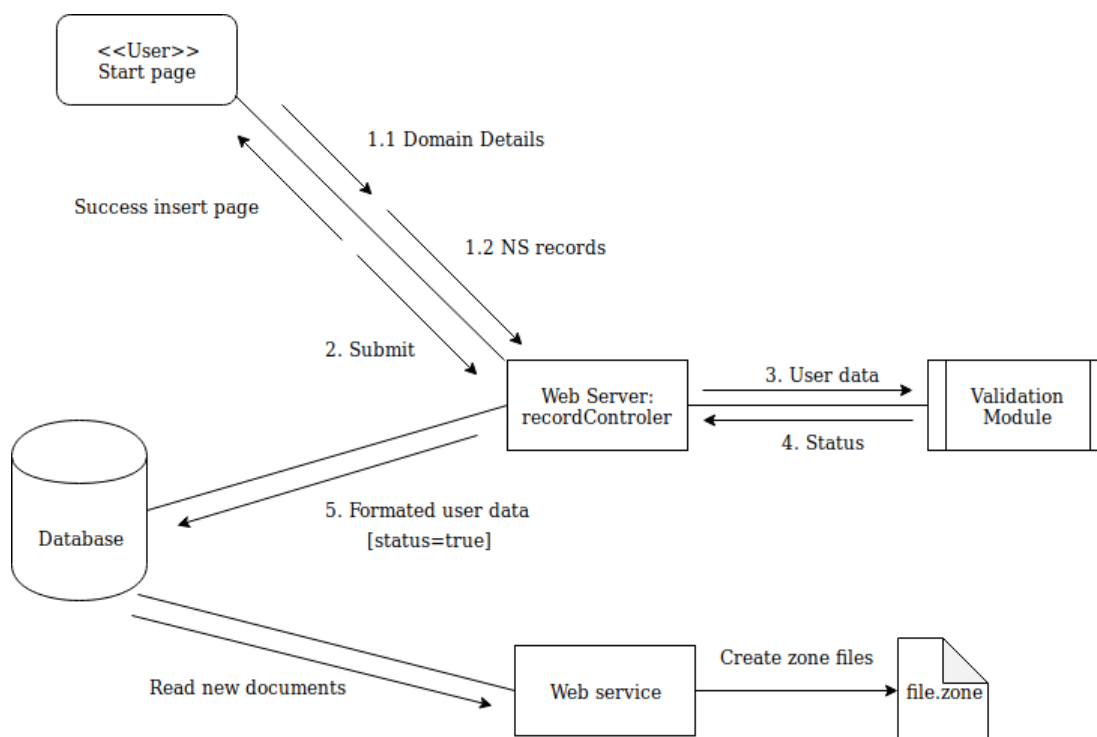 <<User>>
Start page
1.1 Domain Details
Success insert page
1.2 NS records
2. Submit
Web Server:
recordControler
3. User data
4. Status
Validation
Module
Database
5. Formated user data
[status=true]
Read new documents
Web service
Create zone files
file.zone